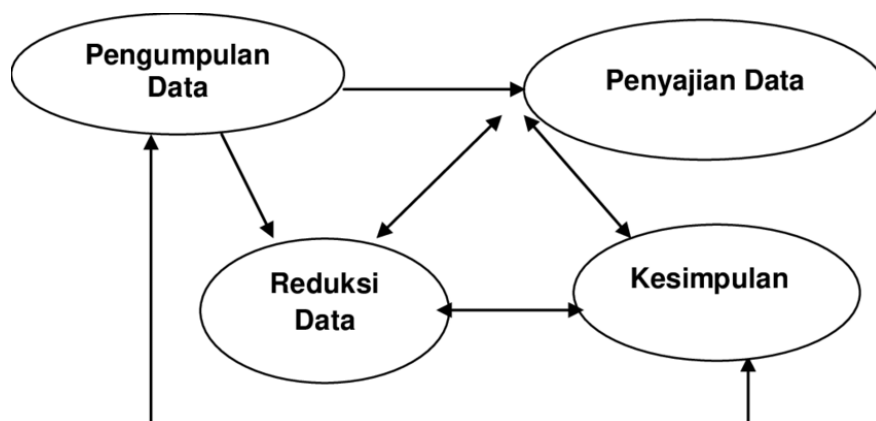 Pengumpulan
Data
Penyajian Data
Reduksi
Data
Kesimpulan